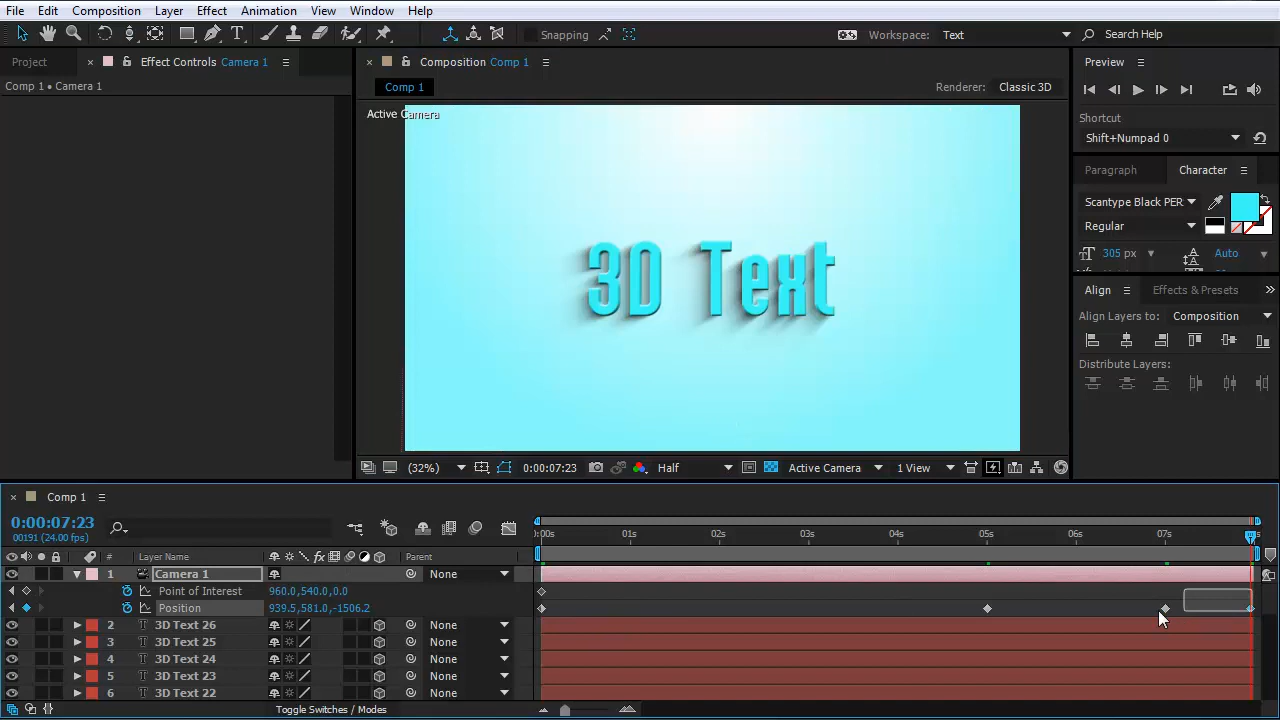 File Edit Composition Layer Effect Animation View Window Help
Snapping Workspace: Text Search Help
Project Effect Controls Camera 1 Composition Comp 1 Preview
Comp 1 • Camera 1 Comp 1 Renderer: Classic 3D
Active Camera
Shortcut
Shift+Numpad 0
Paragraph Character
Scantype Black PER
Regular
305 px Auto
3D Text
Align Effects & Presets
Align Layers to: Composition
Distribute Layers:
(32%) 0:00:07:23 Half Active Camera 1 View
Comp 1
0:00:07:23
00191 (24.00 fps)
:00s 01s 02s 03s 04s 05s 06s 07s
# Layer Name Parent
1 Camera 1 None
Point of Interest 960.0,540.0,0.0
Position 939.5,581.0,-1506.2
2 T 3D Text 26 None
3 T 3D Text 25 None
4 T 3D Text 24 None
5 T 3D Text 23 None
6 T 3D Text 22 None
Toggle Switches / Modes